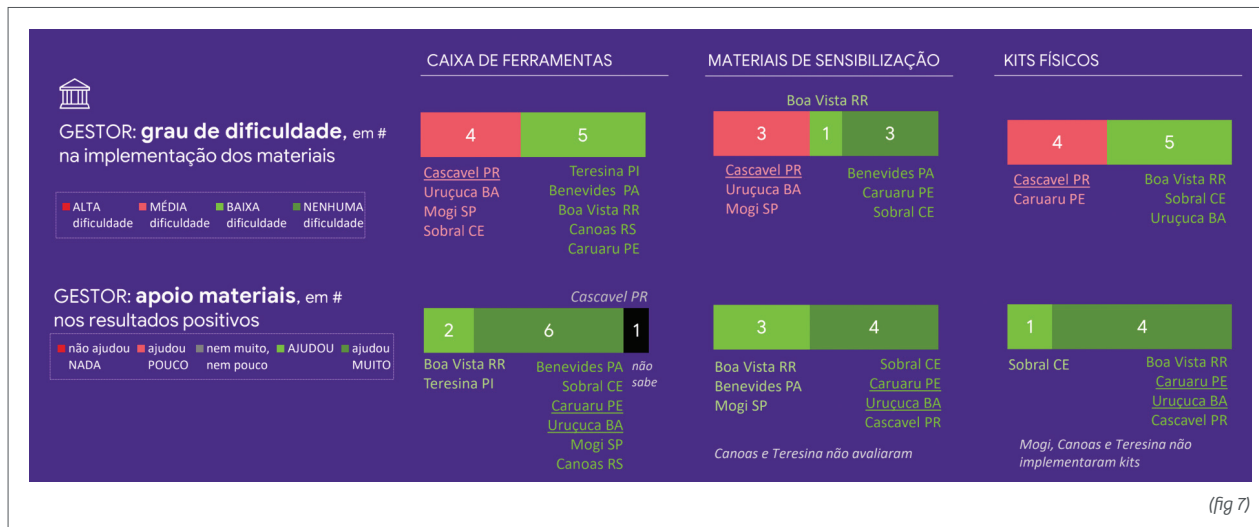 CAIXA DE FERRAMENTAS
MATERIAIS DE SENSIBILIZAÇÃO
KITS FÍSICOS
GESTOR: grau de dificuldade, em #
na implementação dos materiais
ALTA dificuldade
MÉDIA dificuldade
BAIXA dificuldade
NENHUMA dificuldade
4
5
Cascavel PR
Uruçuca BA
Mogi SP
Sobral CE
Teresina PI
Benevides PA
Boa Vista RR
Canoas RS
Caruaru PE
Boa Vista RR
3
1
3
Cascavel PR
Uruçuca BA
Mogi SP
Benevides PA
Caruaru PE
Sobral CE
4
5
Cascavel PR
Caruaru PE
Boa Vista RR
Sobral CE
Uruçuca BA
GESTOR: apoio materiais, em #
nos resultados positivos
não ajudou NADA
ajudou POUCO
nem muito, nem pouco
AJUDOU
ajudou MUITO
Cascavel PR
2
6
1
Boa Vista RR
Teresina PI
Benevides PA
Sobral CE
Caruaru PE
Uruçuca BA
Mogi SP
Canoas RS
não
sabe
3
4
Boa Vista RR
Benevides PA
Mogi SP
Sobral CE
Caruaru PE
Uruçuca BA
Cascavel PR
Canoas e Teresina não avaliaram
1
4
Sobral CE
Boa Vista RR
Caruaru PE
Uruçuca BA
Cascavel PR
Mogi, Canoas e Teresina não
implementaram kits
(fig 7)